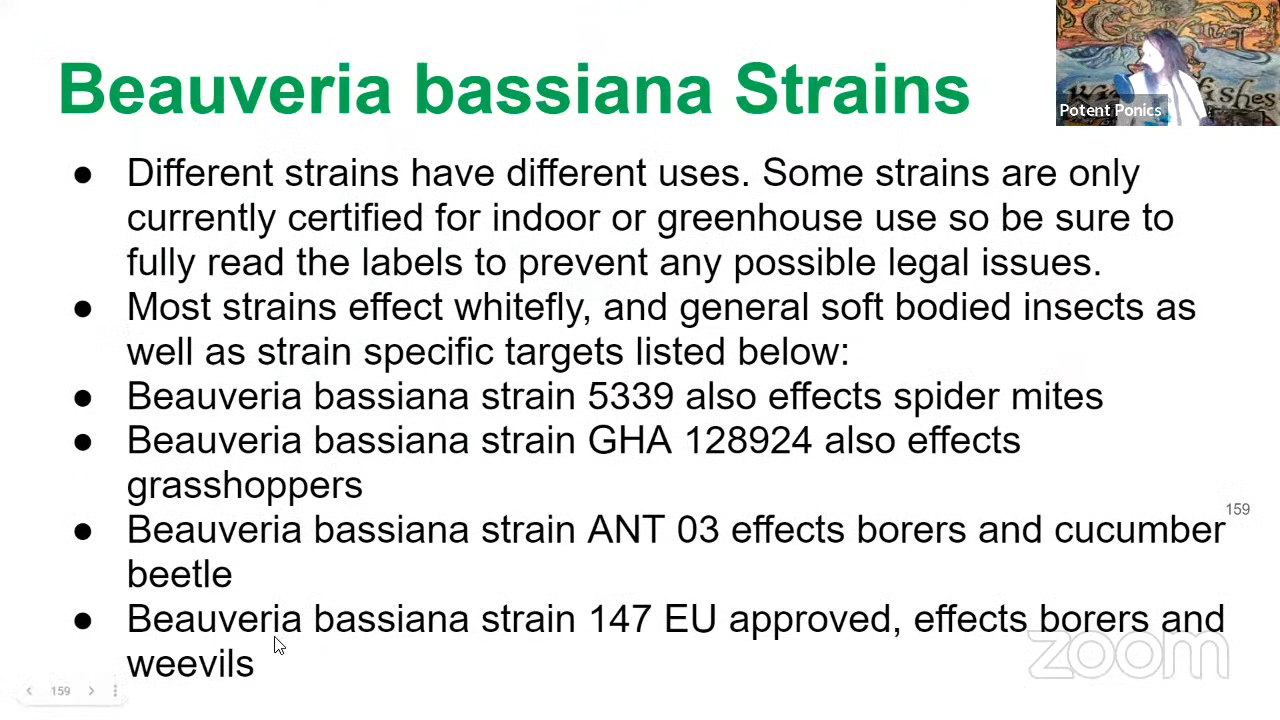 Beauveria bassiana Strains
Potent Ponics
● Different strains have different uses. Some strains are only
currently certified for indoor or greenhouse use so be sure to
fully read the labels to prevent any possible legal issues.
● Most strains effect whitefly, and general soft bodied insects as
well as strain specific targets listed below:
● Beauveria bassiana strain 5339 also effects spider mites
● Beauveria bassiana strain GHA 128924 also effects
grasshoppers
159
● Beauveria bassiana strain ANT 03 effects borers and cucumber
beetle
● Beauveria bassiana strain 147 EU approved, effects borers and
weevils
zoom
159